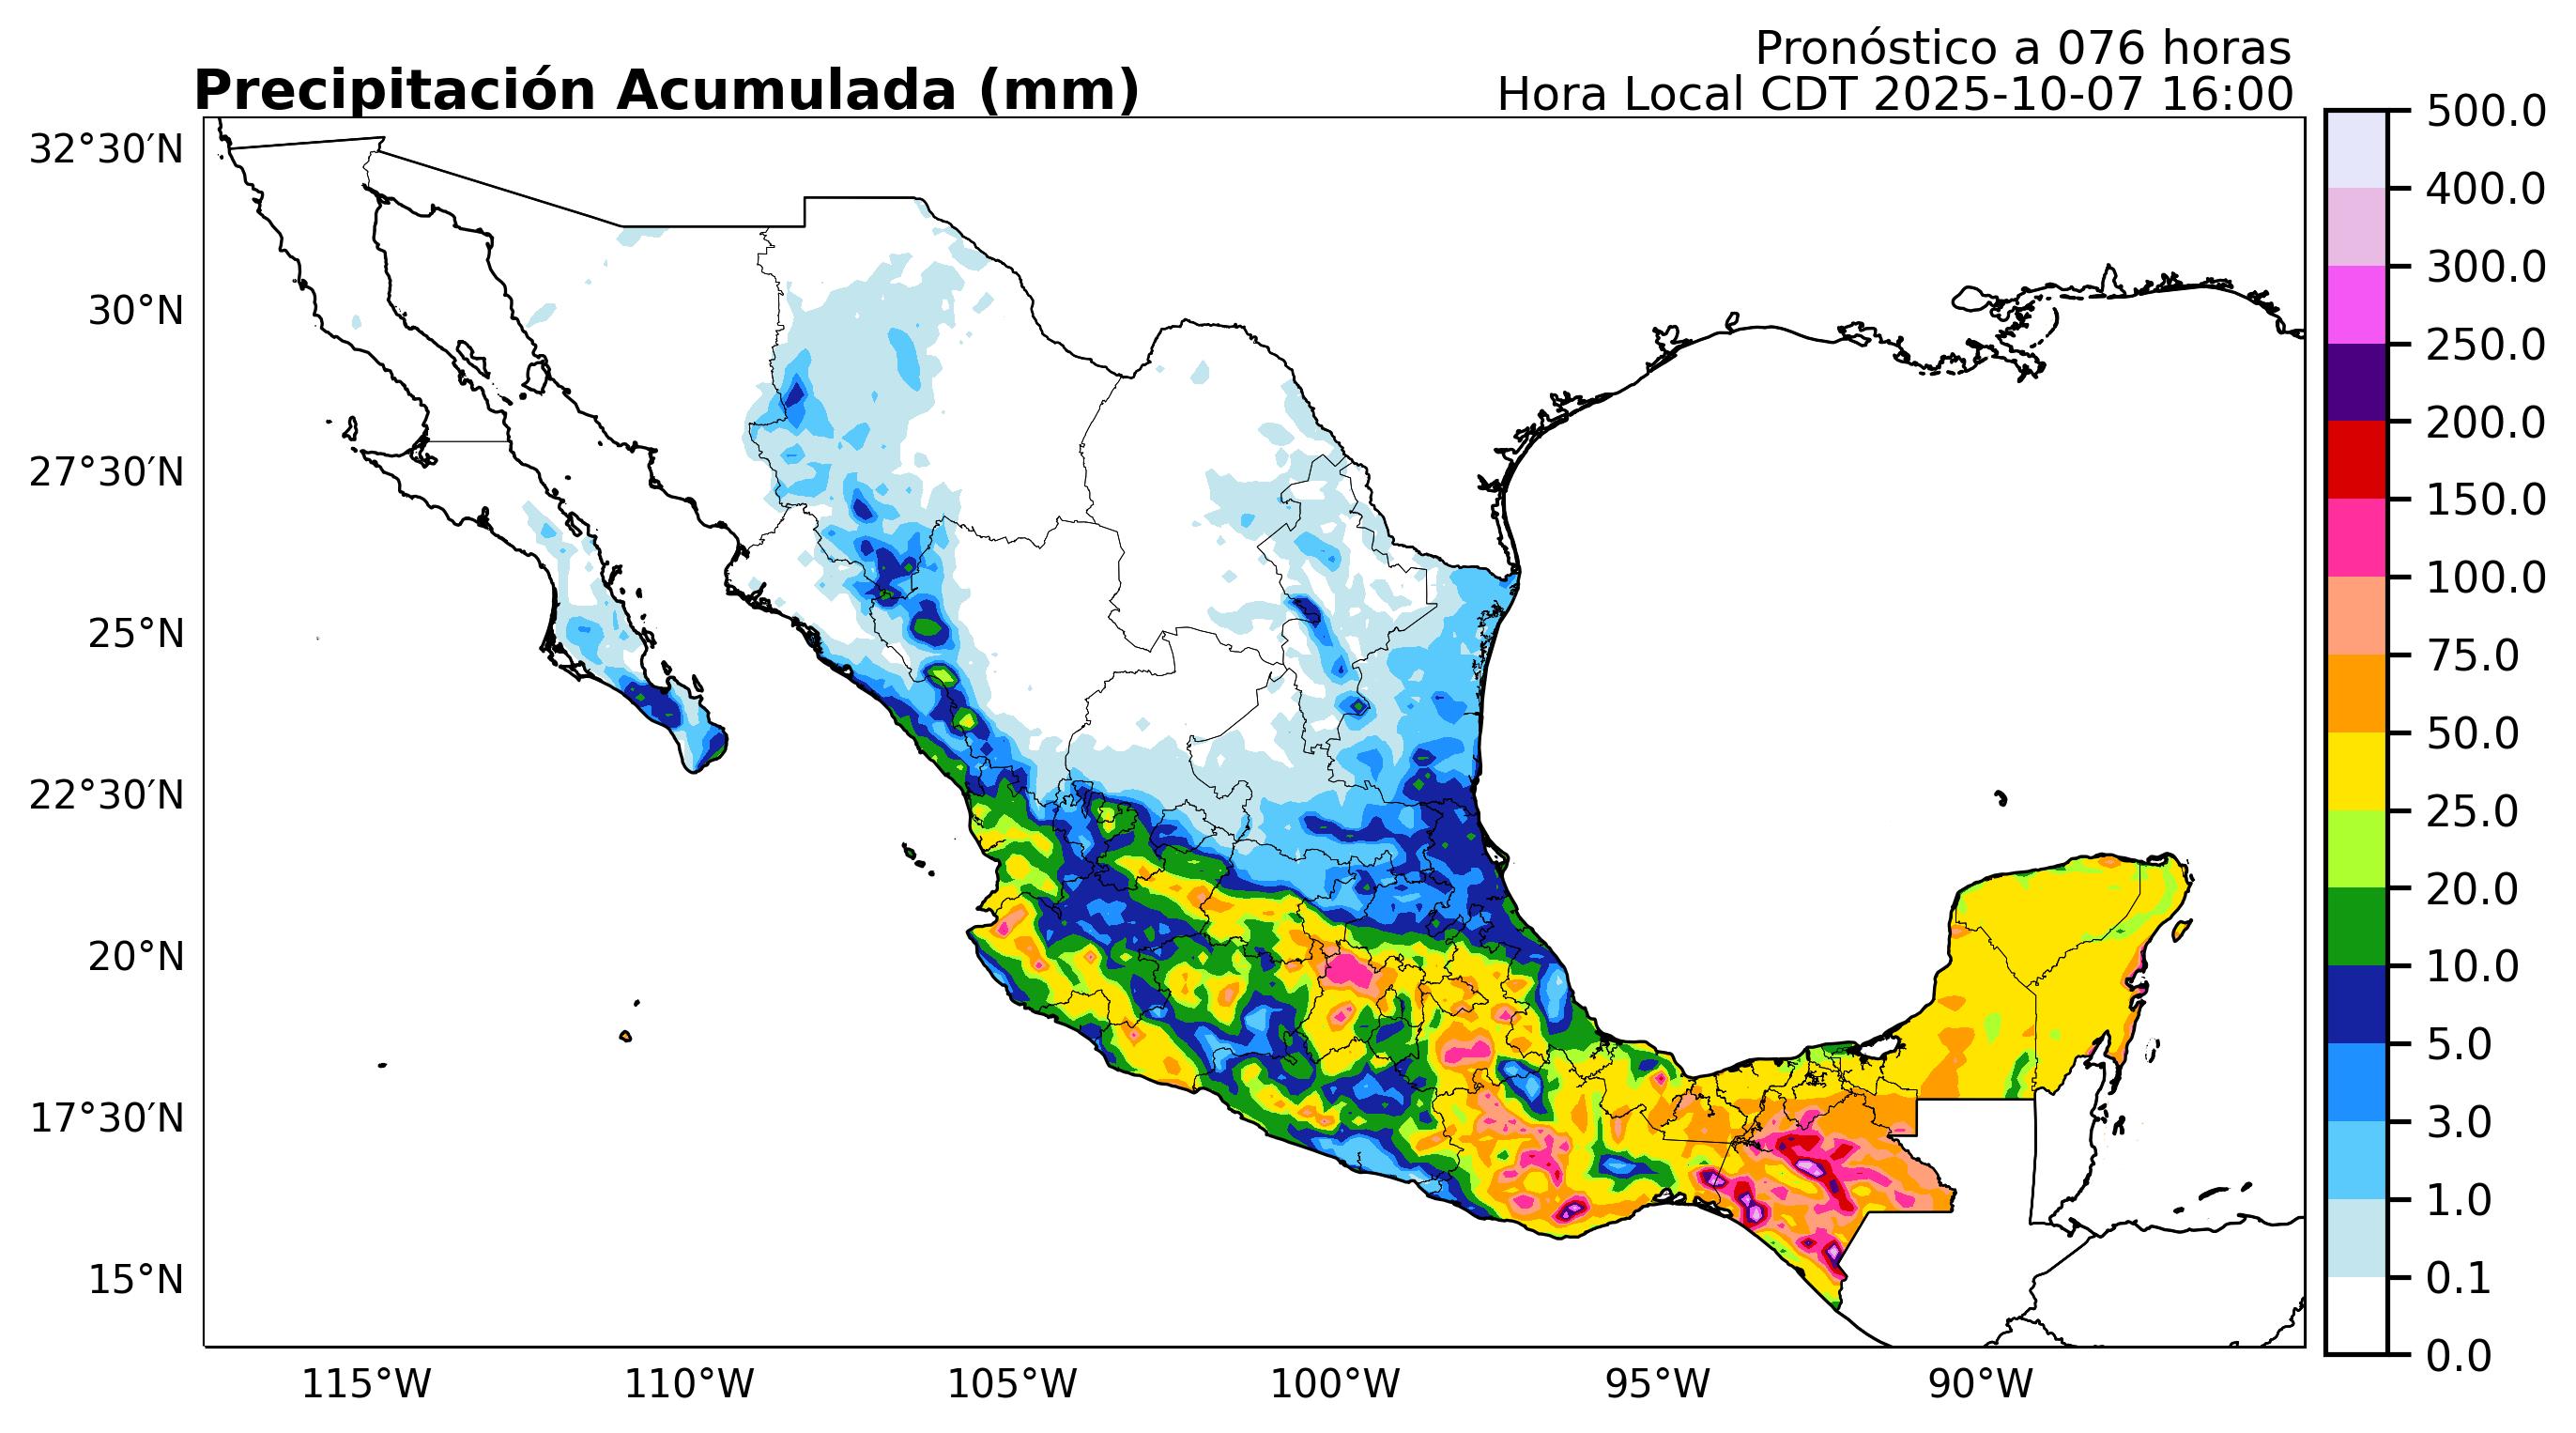 Pronóstico a 076 horas
Precipitación Acumulada (mm)
Hora Local CDT 2025-10-07 16:00
32°30′N
30°N
27°30′N
25°N
22°30′N
20°N
17°30′N
15°N
115°W
110°W
105°W
100°W
95°W
90°W
500.0
400.0
300.0
250.0
200.0
150.0
100.0
75.0
50.0
25.0
20.0
10.0
5.0
3.0
1.0
0.1
0.0